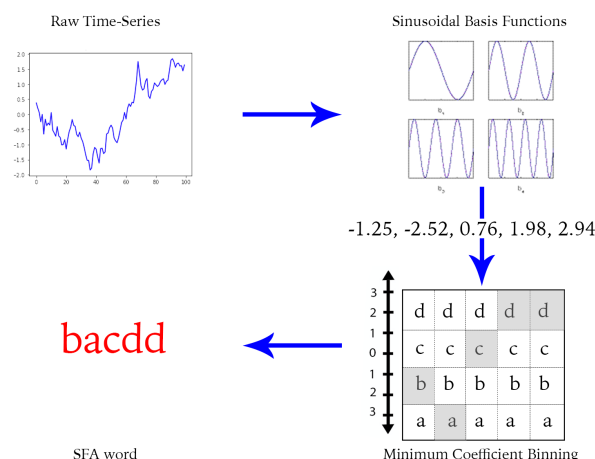 Raw Time-Series
Sinusoidal Basis Functions
2.0
1.5
1.0
0.5
0.0
-0.5
-1.0
-1.5
-2.0
0 20 40 60 80 100
-1.25, -2.52, 0.76, 1.98, 2.94
3
2
1
0
1
2
3
d d d d d
c c c c c
b b b b b
a a a a a
bacdd
SFA word
Minimum Coefficient Binning